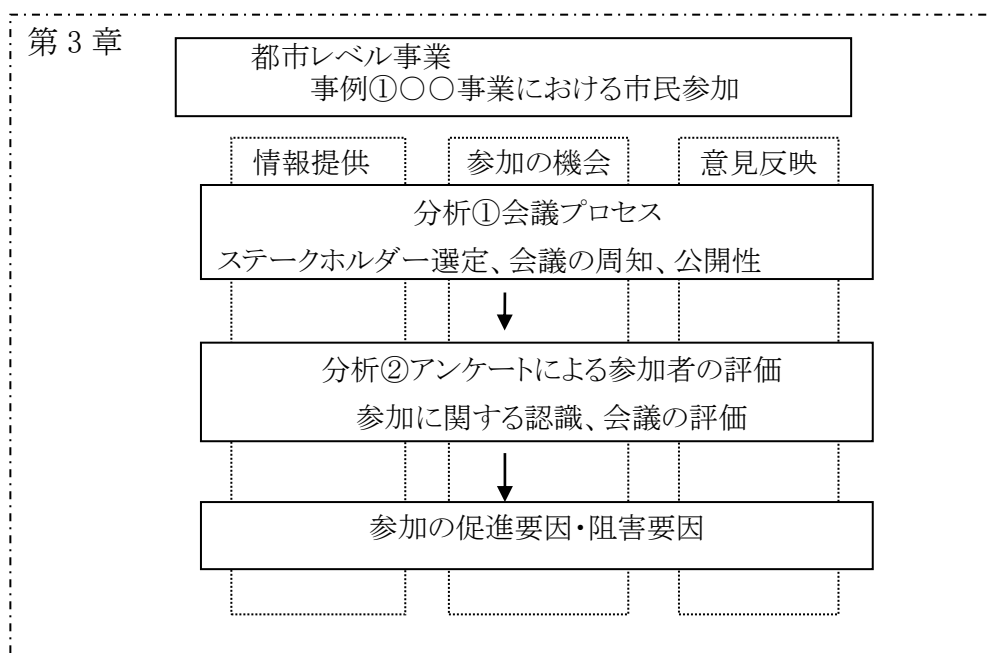 第3章
都市レベル事業
事例①○○事業における市民参加
情報提供
参加の機会
意見反映
分析①会議プロセス
ステークホルダー選定、会議の周知、公開性
分析②アンケートによる参加者の評価
参加に関する認識、会議の評価
参加の促進要因・阻害要因